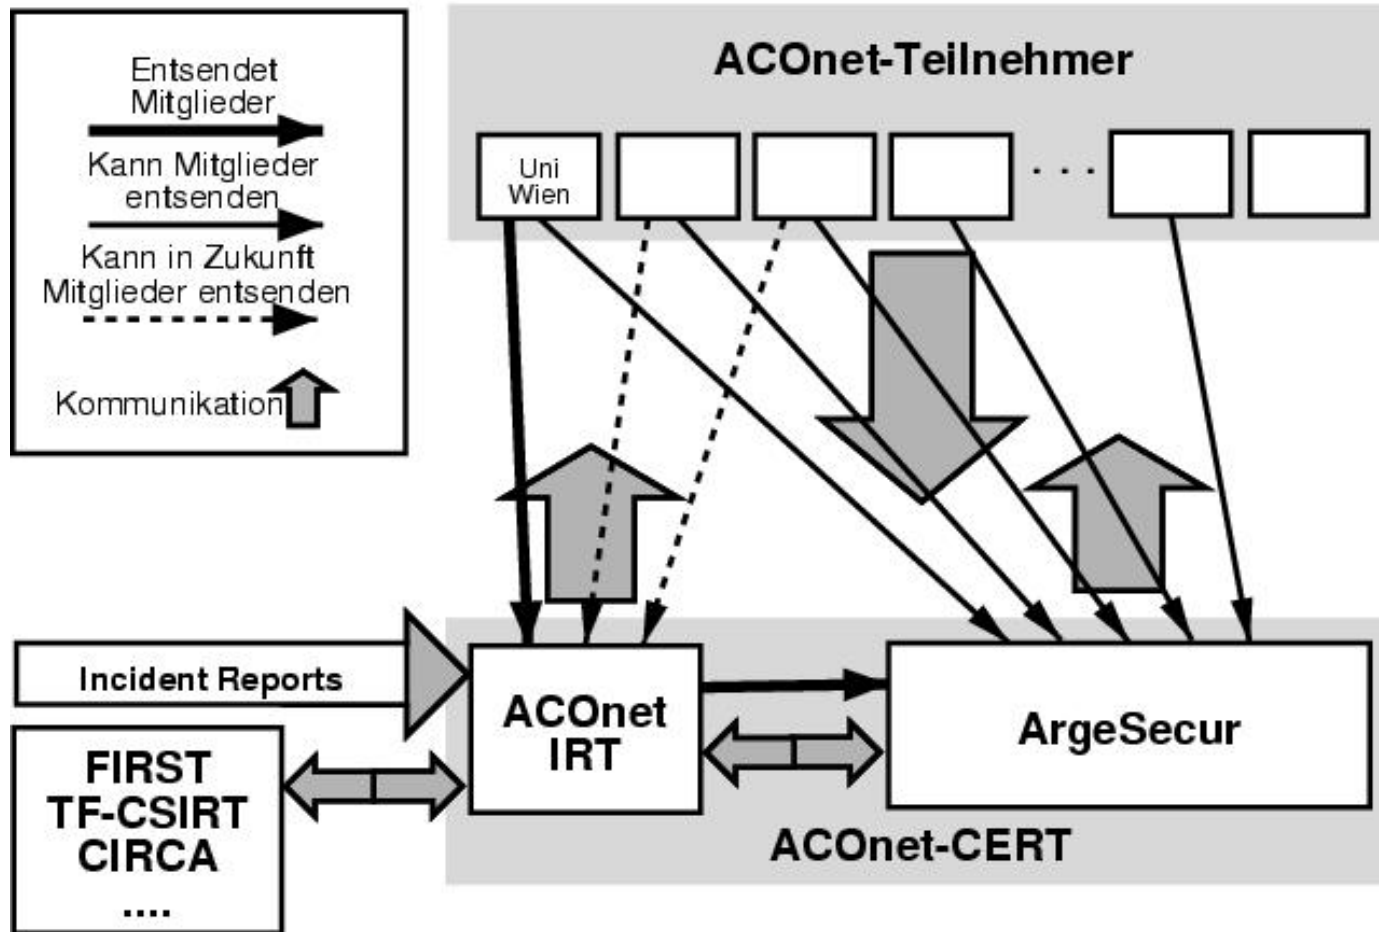 Entsendet
Mitglieder
Kann Mitglieder
entsenden
Kann in Zukunft
Mitglieder entsenden
Kommunikation
ACOnet-Teilnehmer
Uni
Wien
. . .
Incident Reports
FIRST
TF-CSIRT
CIRCA
....
ACOnet
IRT
ArgeSecur
ACOnet-CERT